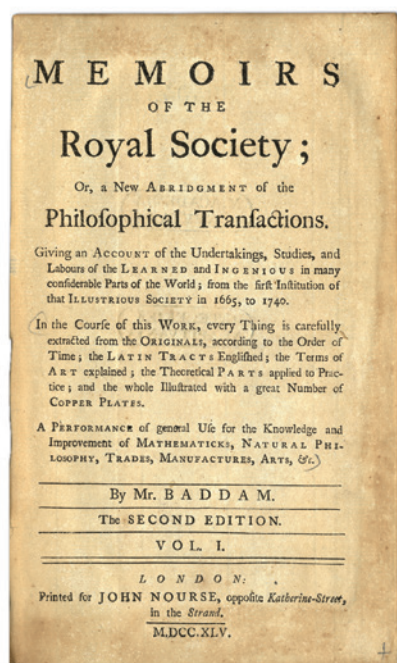 MEMOIRS
OF THE
Royal Society;
Or, a New ABRIDGMENT of the
Philoſophical Tranſactions.
Giving an ACCOUNT of the Undertakings, Studies, and
Labours of the LEARNED and INGENIOUS in many
conſiderable Parts of the World; from the firſt Inſtitution of
that ILLUSTRIOUS SOCIETY in 1665, to 1740.
In the Courſe of this WORK, every Thing is carefully
extracted from the ORIGINALS, according to the Order of
Time; the LATIN TRACTS Engliſhed; the Terms of
ART explained; the Theoretical PARTS applied to Prac-
tice; and the whole Illuſtrated with a great Number of
COPPER PLATES.
A PERFORMANCE of general Uſe for the Knowledge and
Improvement of MATHEMATICKS, NATURAL PHI-
LOSOPHY, TRADES, MANUFACTURES, ARTS, &c.
By Mr. BADDAM.
The SECOND EDITION.
VOL. I.
LONDON:
Printed for JOHN NOURSE, oppoſite Katherine-Street,
in the Strand.
M,DCC.XLV.